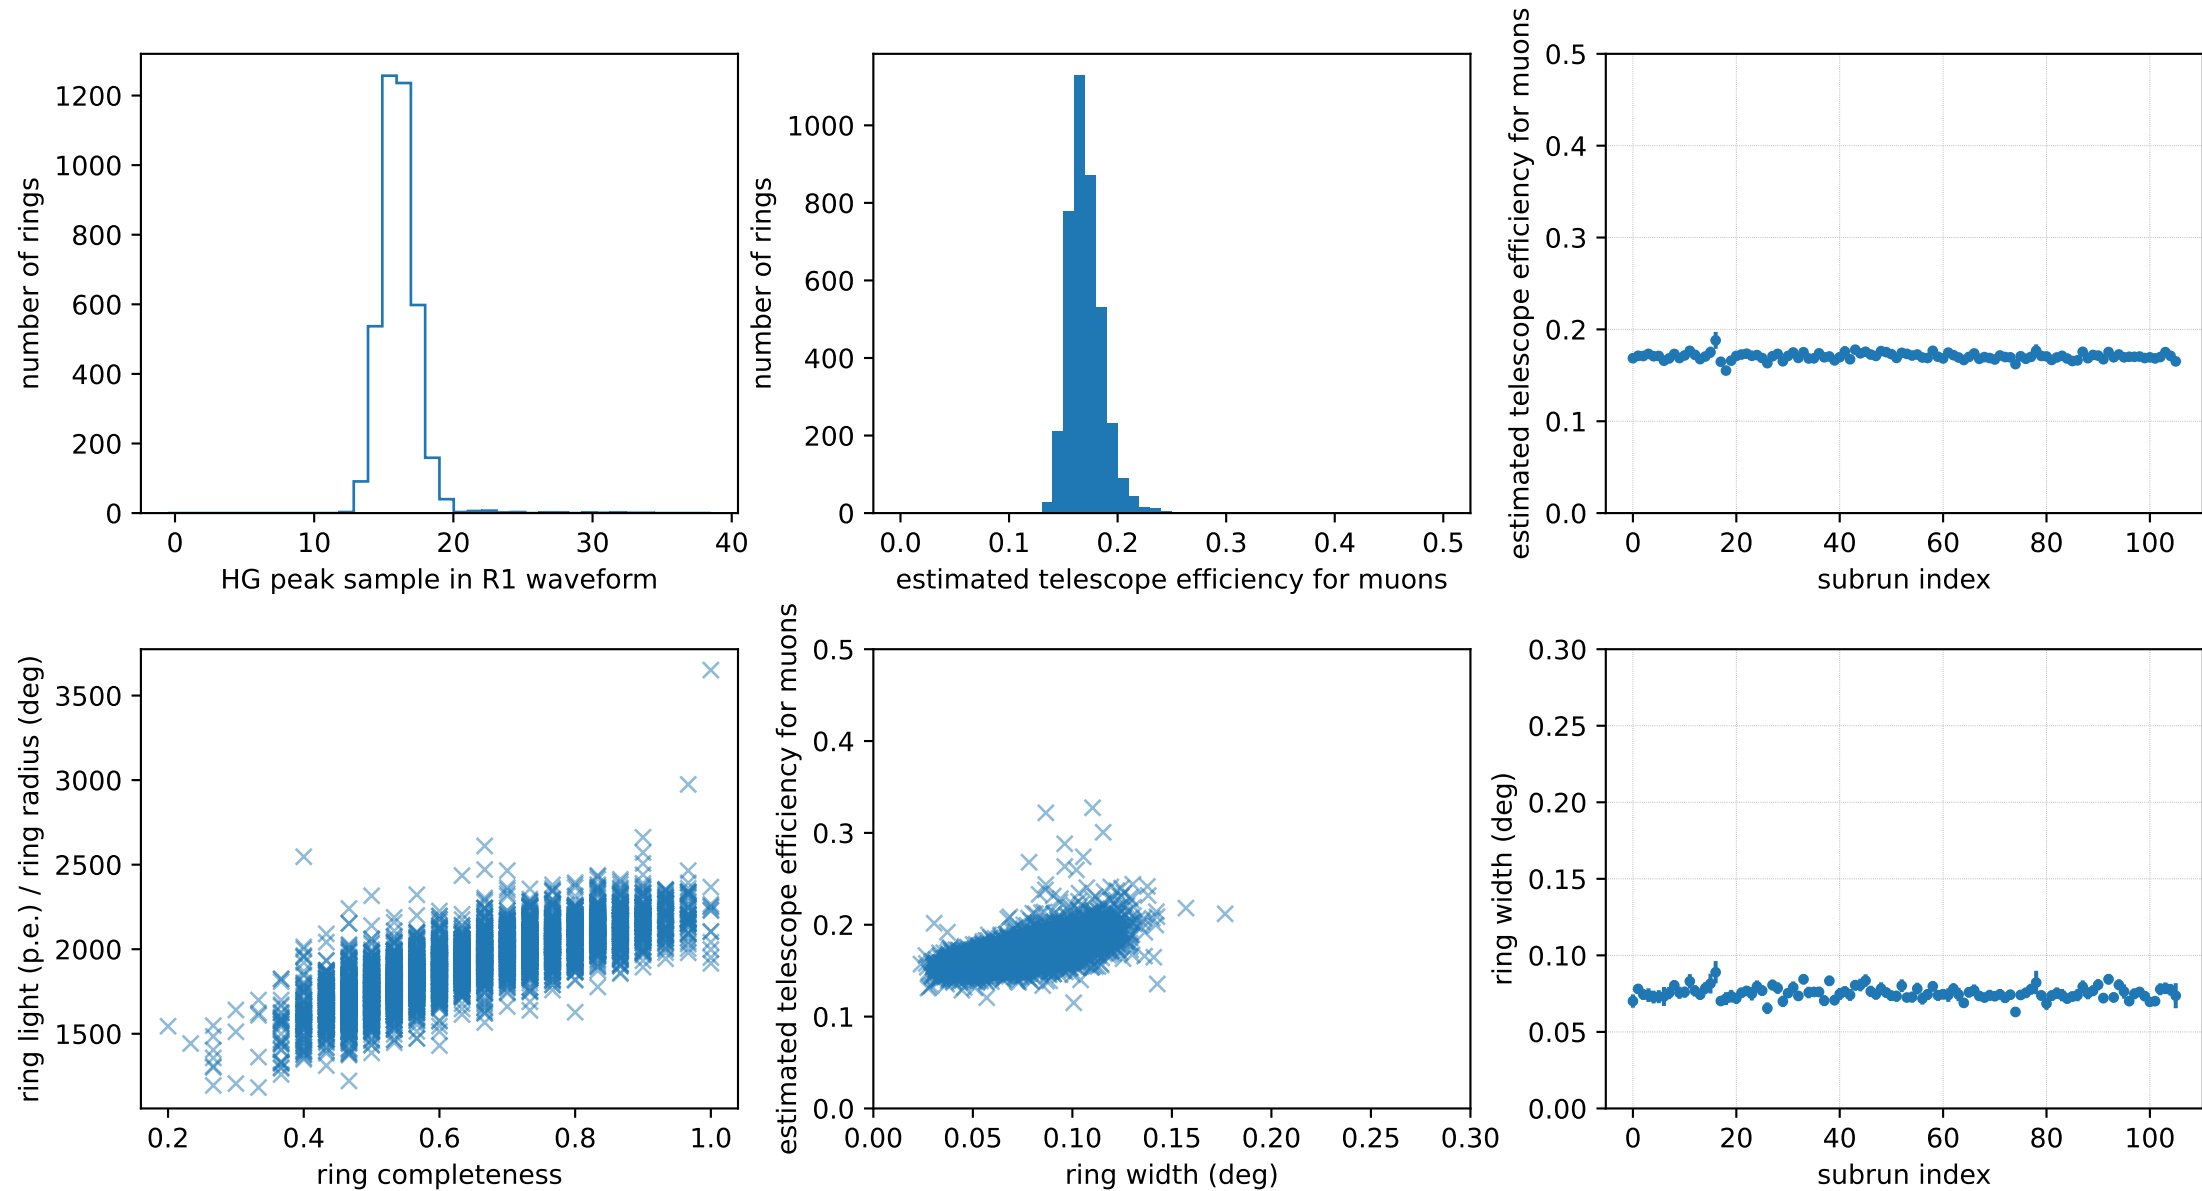 1200
1000
800
600
400
200
0
number of rings
0 10 20 30 40
HG peak sample in R1 waveform
1000
800
600
400
200
0
number of rings
0.0 0.1 0.2 0.3 0.4 0.5
estimated telescope efficiency for muons
0.5
0.4
0.3
0.2
0.1
0.0
estimated telescope efficiency for muons
0 20 40 60 80 100
subrun index
3500
3000
2500
2000
1500
ring light (p.e.) / ring radius (deg)
0.2 0.4 0.6 0.8 1.0
ring completeness
0.5
0.4
0.3
0.2
0.1
0.0
estimated telescope efficiency for muons
0.00 0.05 0.10 0.15 0.20 0.25 0.30
ring width (deg)
0.30
0.25
0.20
0.15
0.10
0.05
0.00
ring width (deg)
0 20 40 60 80 100
subrun index